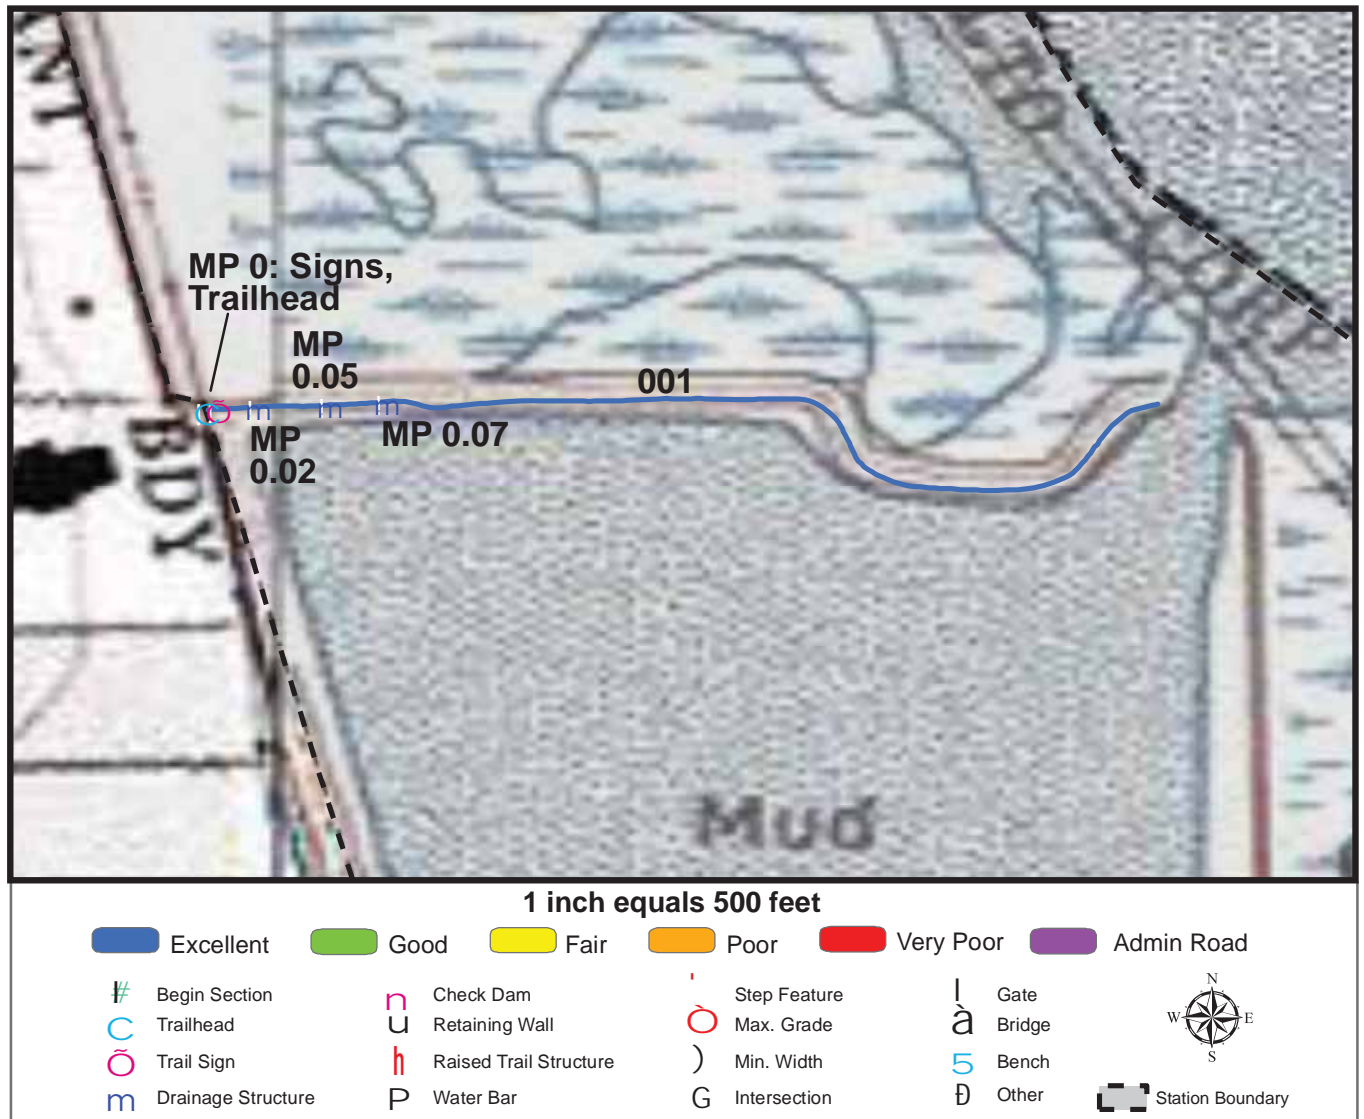 MP 0: Signs,
Trailhead
MP
0.05
001
MP 0.07
MP
0.02
BDY
Mud
1 inch equals 500 feet
Excellent
Good
Fair
Poor
Very Poor
Admin Road
Begin Section
Check Dam
Step Feature
Gate
Trailhead
Retaining Wall
Max. Grade
Bridge
Trail Sign
Raised Trail Structure
Min. Width
Bench
Drainage Structure
Water Bar
Intersection
Other
Station Boundary
N
W
E
S